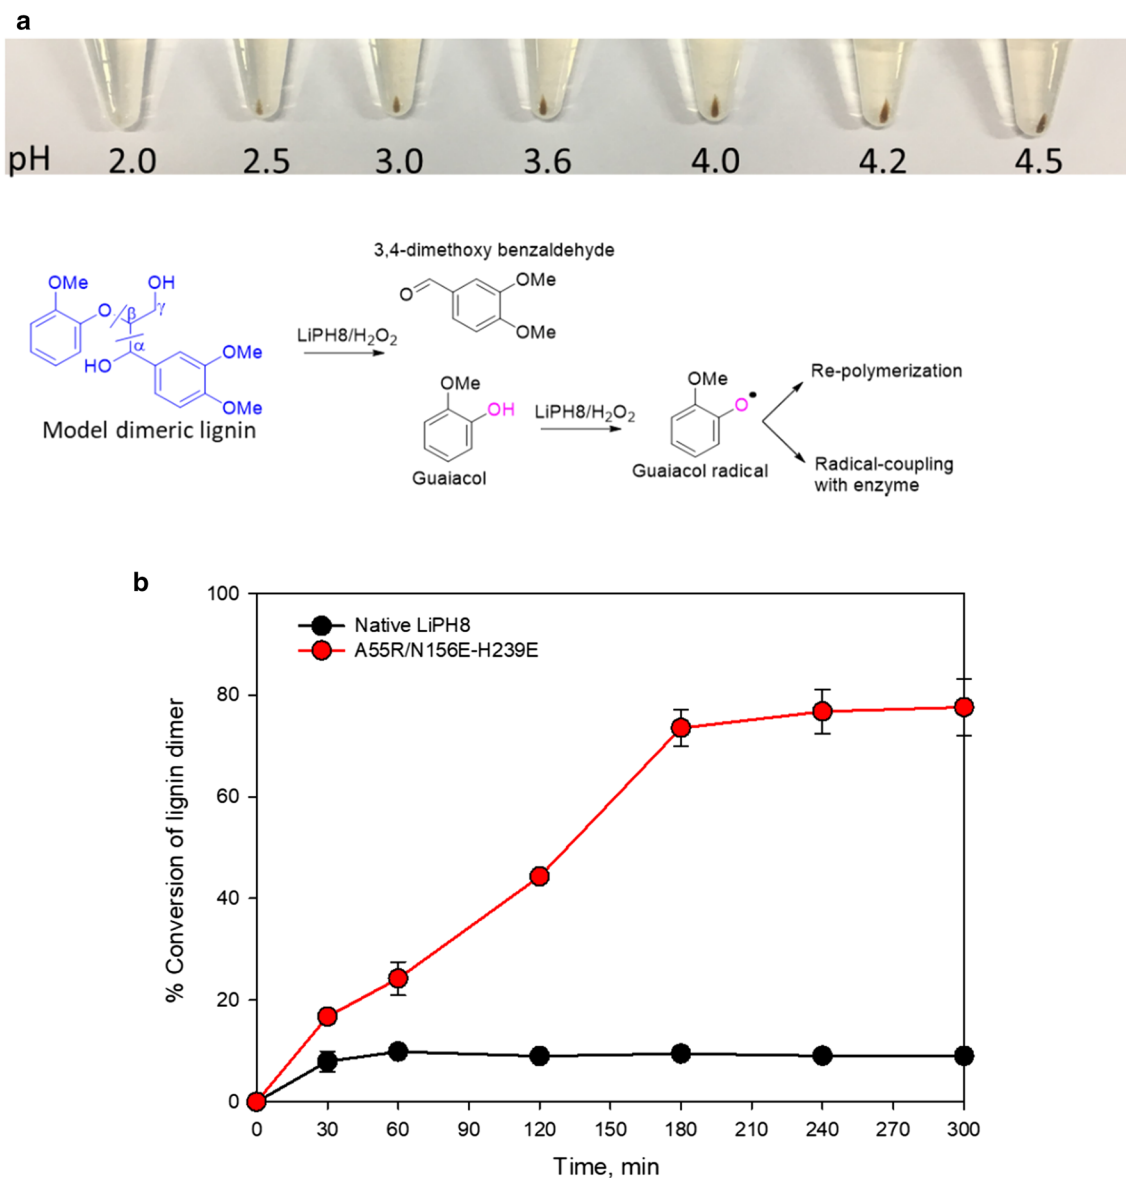 a
pH 2.0 2.5 3.0 3.6 4.0 4.2 4.5
3,4-dimethoxy benzaldehyde
OMe
OH
O
β
γ
α
HO
OMe
OMe
Model dimeric lignin
LiPH8/H₂O₂
O
OMe
OMe
OMe
OH
Guaiacol
LiPH8/H₂O₂
OMe
O•
Guaiacol radical
Re-polymerization
Radical-coupling
with enzyme
b
Native LiPH8
A55R/N156E-H239E
% Conversion of lignin dimer
100
80
60
40
20
0
0 30 60 90 120 150 180 210 240 270 300
Time, min